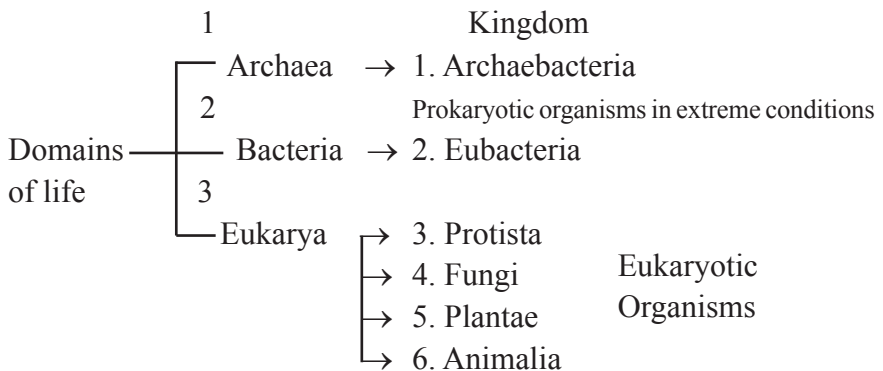 1 Kingdom
Archaea → 1. Archaebacteria
2 Prokaryotic organisms in extreme conditions
Domains Bacteria → 2. Eubacteria
of life 3
Eukarya → 3. Protista
→ 4. Fungi Eukaryotic
→ 5. Plantae Organisms
→ 6. Animalia